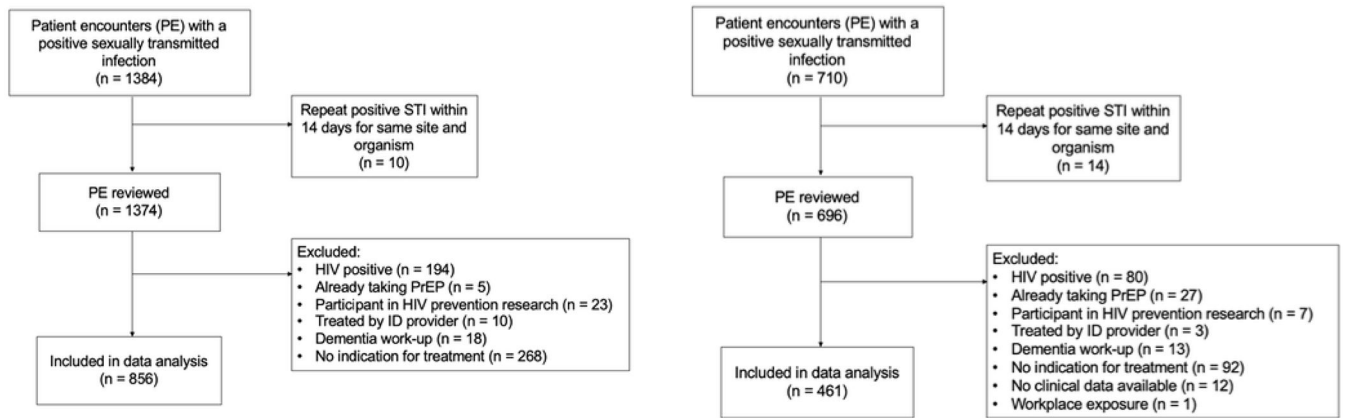 Patient encounters (PE) with a
positive sexually transmitted
infection
(n = 1384)
Repeat positive STI within
14 days for same site and
organism
(n = 10)
PE reviewed
(n = 1374)
Excluded:
• HIV positive (n = 194)
• Already taking PrEP (n = 5)
• Participant in HIV prevention research (n = 23)
• Treated by ID provider (n = 10)
• Dementia work-up (n = 18)
• No indication for treatment (n = 268)
Included in data analysis
(n = 856)
Patient encounters (PE) with a
positive sexually transmitted
infection
(n = 710)
Repeat positive STI within
14 days for same site and
organism
(n = 14)
PE reviewed
(n = 696)
Excluded:
• HIV positive (n = 80)
• Already taking PrEP (n = 27)
• Participant in HIV prevention research (n = 7)
• Treated by ID provider (n = 3)
• Dementia work-up (n = 13)
• No indication for treatment (n = 92)
• No clinical data available (n = 12)
• Workplace exposure (n = 1)
Included in data analysis
(n = 461)